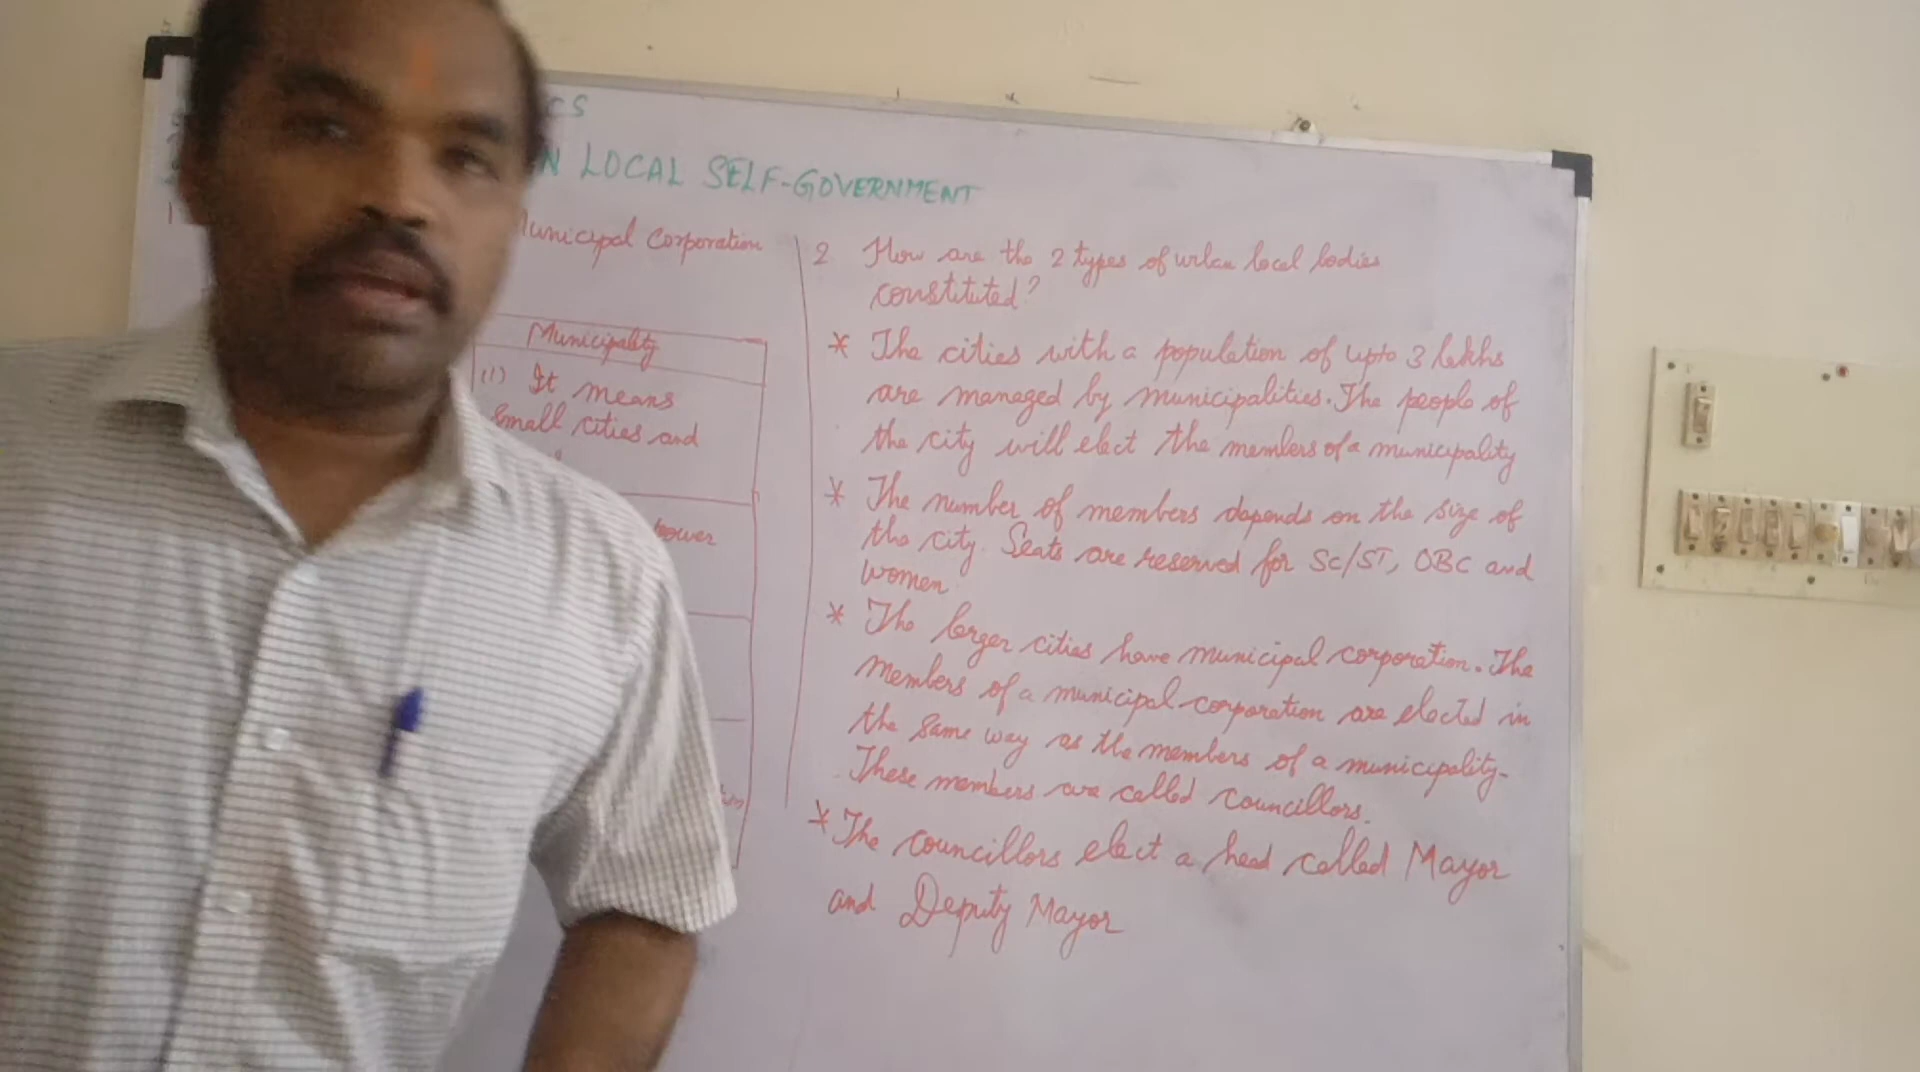 CS
N LOCAL SELF-GOVERNMENT
1
Municipal Corporation
Municipality
(1) It means
small cities and
power
2 How are the 2 types of urban local bodies
constituted?
* The cities with a population of upto 3 lakhs
are managed by municipalities. The people of
the city will elect the members of a municipality
* The number of members depends on the size of
the city. Seats are reserved for SC/ST, OBC and
women.
* The larger cities have municipal corporation. The
members of a municipal corporation are elected in
the same way as the members of a municipality.
These members are called councillors.
* The councillors elect a head called Mayor
and Deputy Mayor